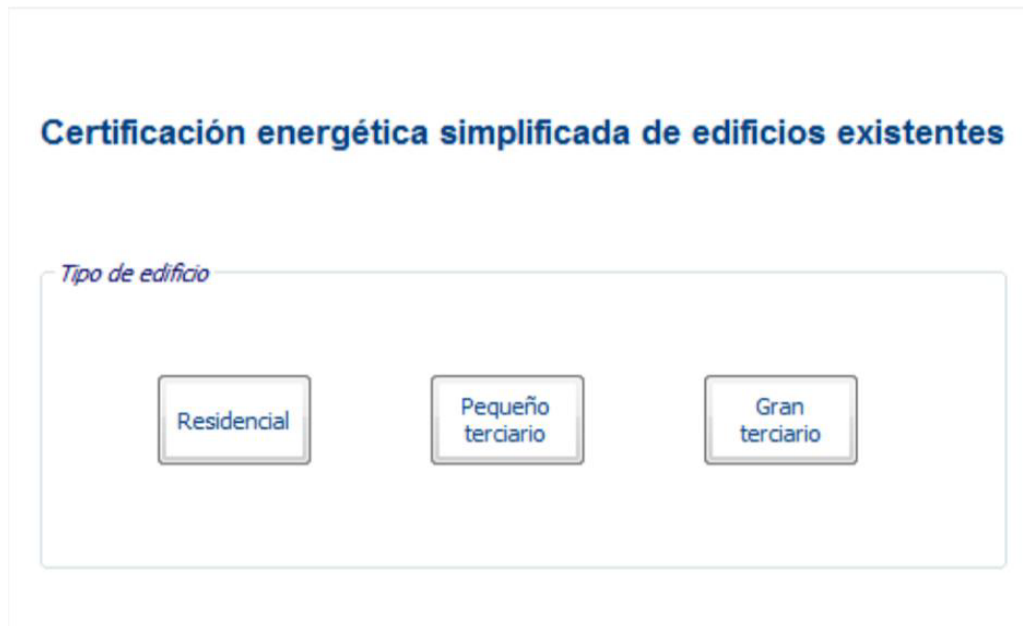 Certificación energética simplificada de edificios existentes
Tipo de edificio
Residencial
Pequeño
terciario
Gran
terciario